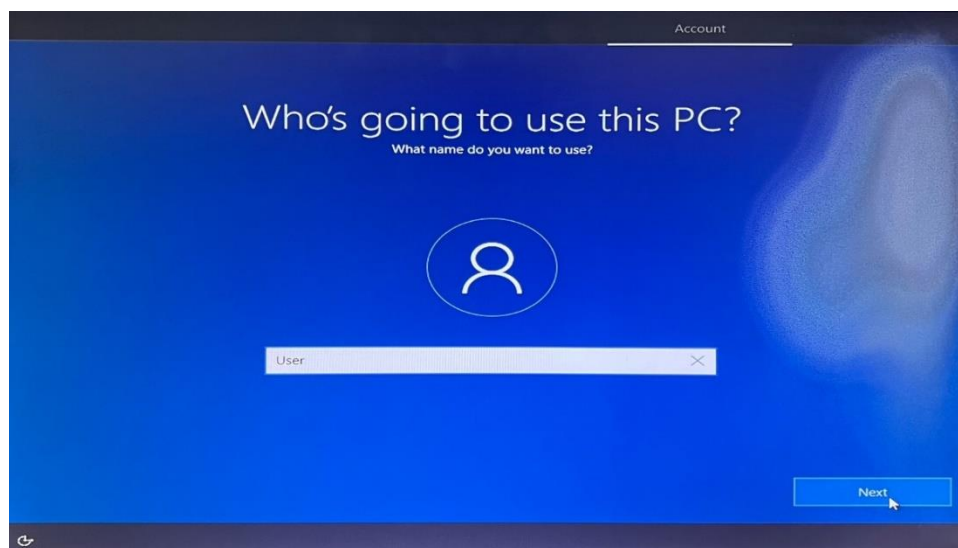 Account
Who's going to use this PC?
What name do you want to use?
User
Next